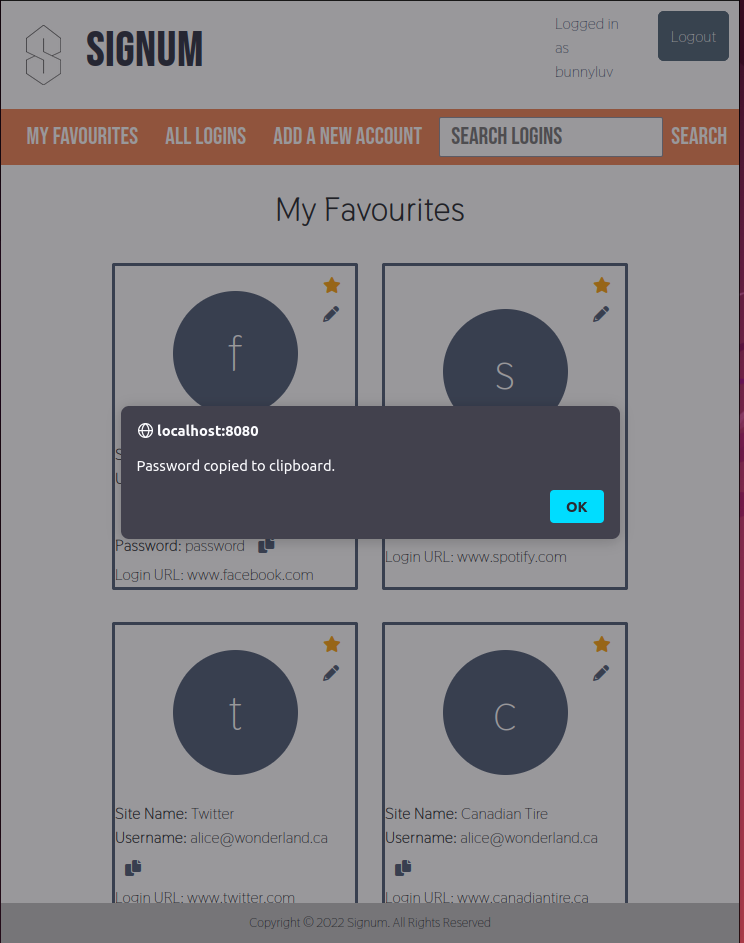 SIGNUM
Logged in
as
bunnyluv
Logout
MY FAVOURITES
ALL LOGINS
ADD A NEW ACCOUNT
SEARCH LOGINS
SEARCH
My Favourites
f
s
localhost:8080
Password copied to clipboard.
OK
Password: password
Login URL: www.facebook.com
Login URL: www.spotify.com
t
c
Site Name: Twitter
Username: alice@wonderland.ca
Login URL: www.twitter.com
Site Name: Canadian Tire
Username: alice@wonderland.ca
Login URL: www.canadiantire.ca
Copyright © 2022 Signum. All Rights Reserved